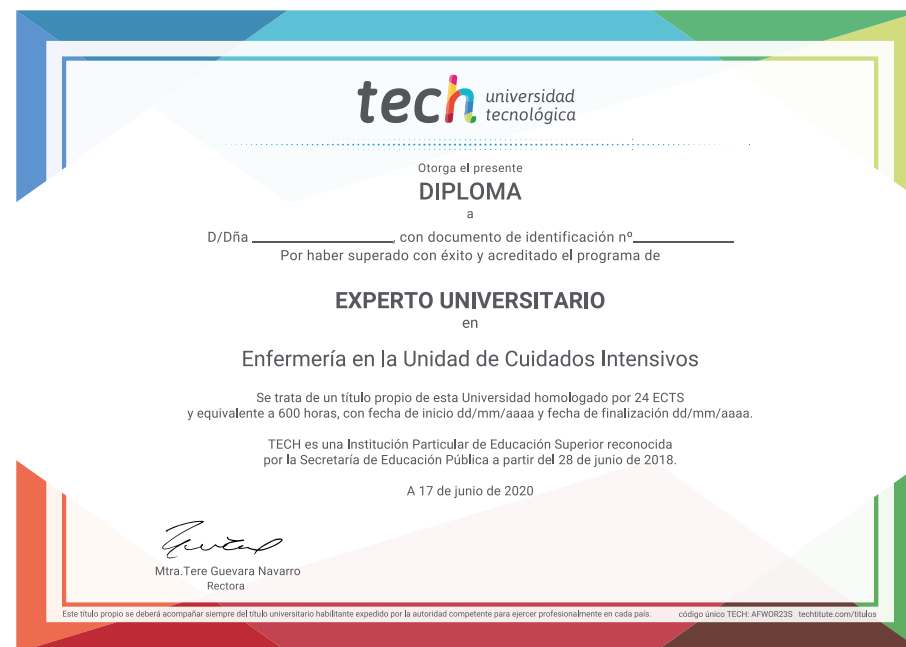 tech universidad
tecnológica
Otorga el presente
DIPLOMA
a
D/Dña ____________________, con documento de identificación nº______________
Por haber superado con éxito y acreditado el programa de
EXPERTO UNIVERSITARIO
en
Enfermería en la Unidad de Cuidados Intensivos
Se trata de un título propio de esta Universidad homologado por 24 ECTS
y equivalente a 600 horas, con fecha de inicio dd/mm/aaaa y fecha de finalización dd/mm/aaaa.
TECH es una Institución Particular de Educación Superior reconocida
por la Secretaría de Educación Pública a partir del 28 de junio de 2018.
A 17 de junio de 2020
Mtra.Tere Guevara Navarro
Rectora
Este título propio se deberá acompañar siempre del título universitario habilitante expedido por la autoridad competente para ejercer profesionalmente en cada país. código único TECH: AFWOR23S techtitute.com/titulos